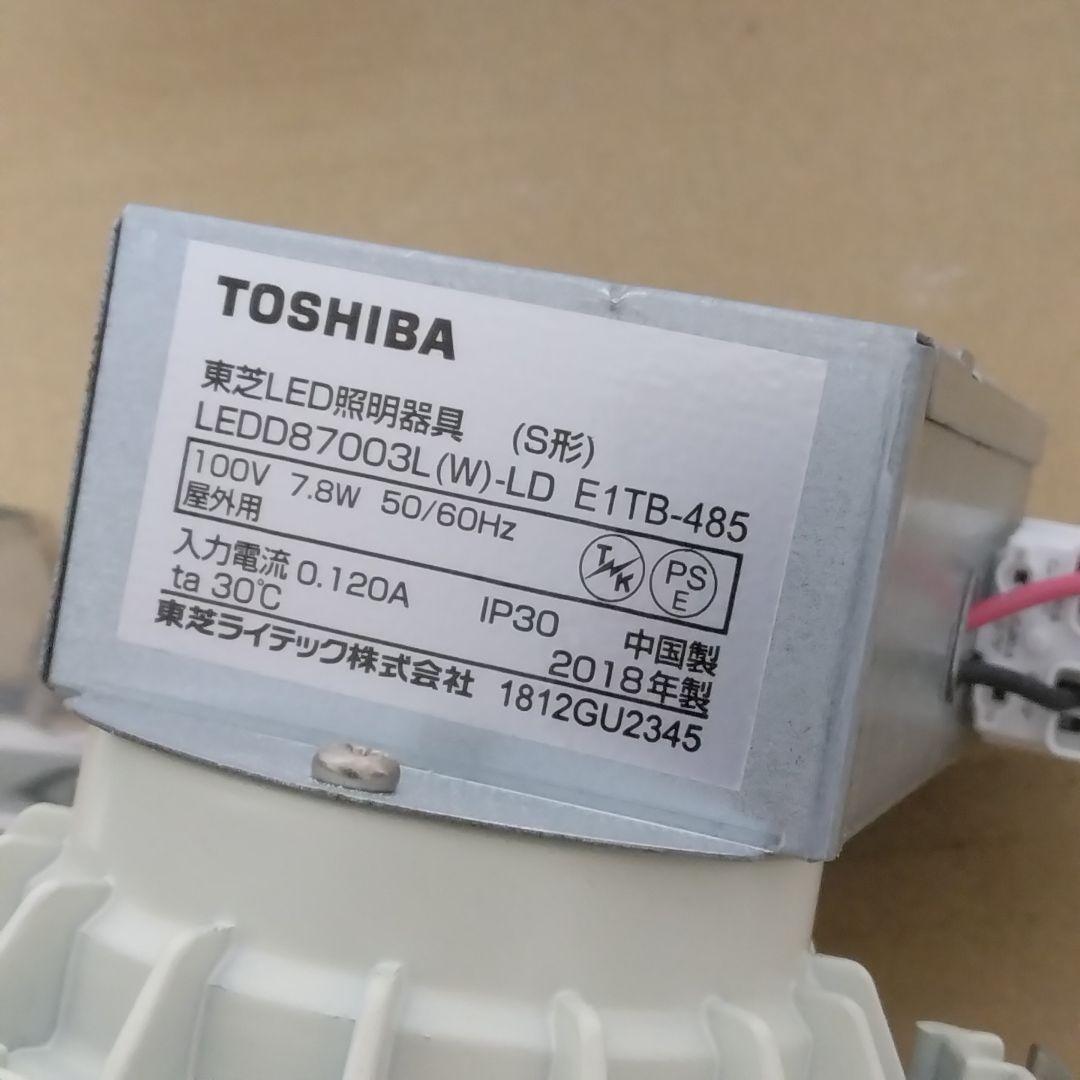 TOSHIBA
東芝LED照明器具 (S形)
LEDD87003L(W)-LD E1TB-485
100V 7.8W 50/60Hz
屋外用
TWK
PS
E
入力電流 0.120A IP30 中国製
ta 30℃ 2018年製
東芝ライテック株式会社 1812GU2345